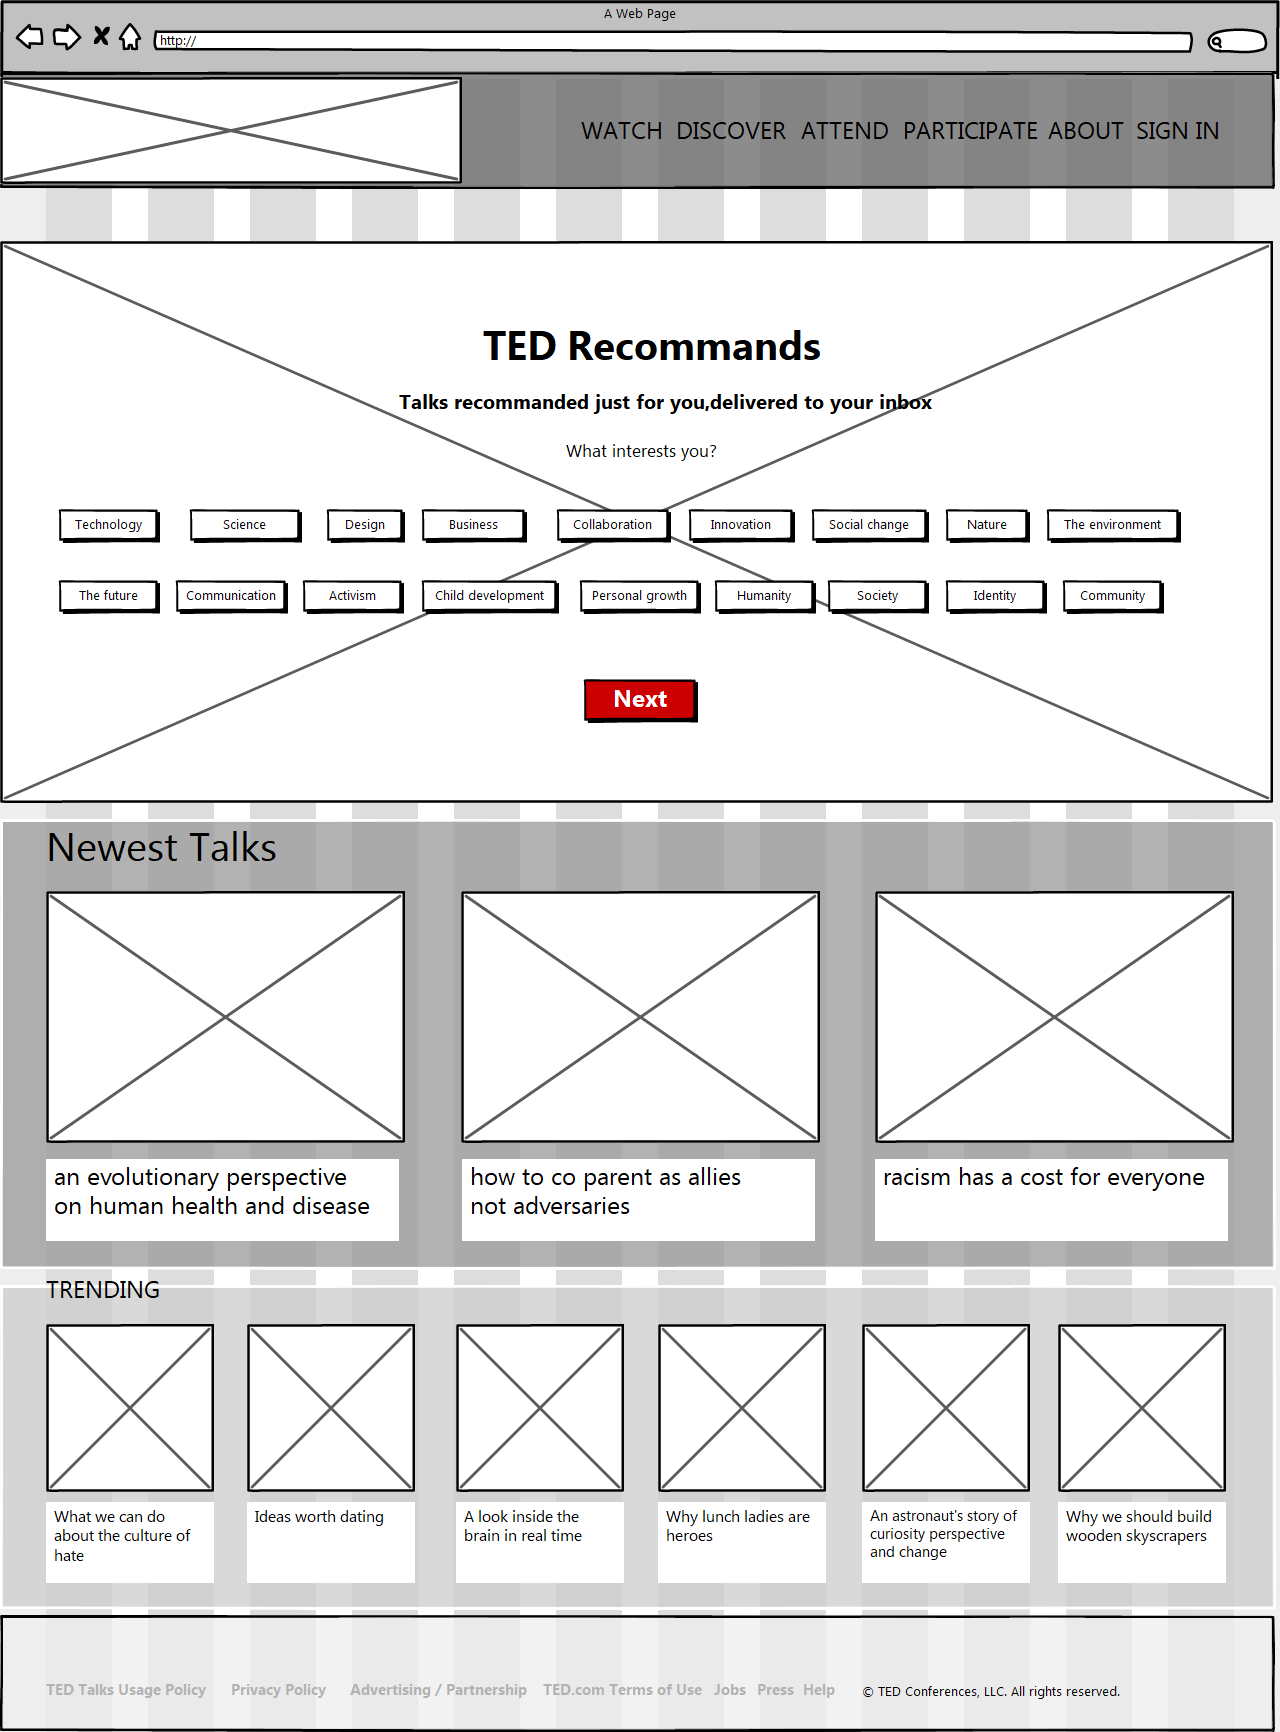 A Web Page
http://
WATCH DISCOVER ATTEND PARTICIPATE ABOUT SIGN IN
TED Recommands
Talks recommanded just for you,delivered to your inbox
What interests you?
Technology Science Design Business Collaboration Innovation Social change Nature The environment
The future Communication Activism Child development Personal growth Humanity Society Identity Community
Next
Newest Talks
an evolutionary perspective
on human health and disease
how to co parent as allies
not adversaries
racism has a cost for everyone
TRENDING
What we can do
about the culture of
hate
Ideas worth dating
A look inside the
brain in real time
Why lunch ladies are
heroes
An astronaut's story of
curiosity perspective
and change
Why we should build
wooden skyscrapers
TED Talks Usage Policy Privacy Policy Advertising / Partnership TED.com Terms of Use Jobs Press Help © TED Conferences, LLC. All rights reserved.